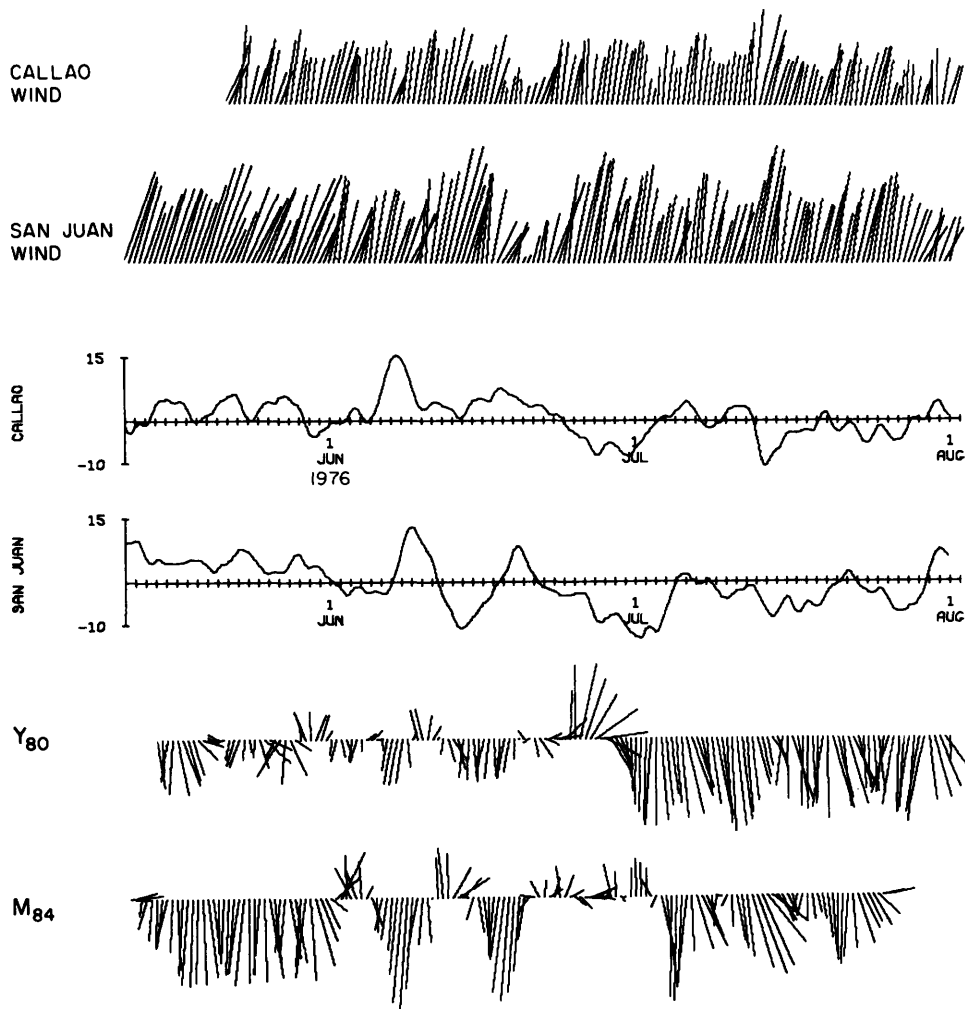 CALLAO
WIND
SAN JUAN
WIND
CALLAO
15
-10
1
JUN
1976
1
JUL
1
AUG
SAN JUAN
15
-10
1
JUN
1
JUL
1
AUG
Y80
M84